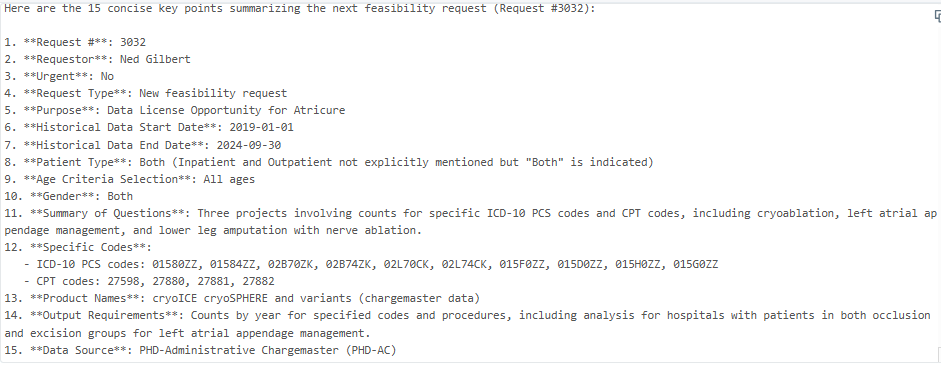 Here are the 15 concise key points summarizing the next feasibility request (Request #3032):
1. **Request #**: 3032
2. **Requestor**: Ned Gilbert
3. **Urgent**: No
4. **Request Type**: New feasibility request
5. **Purpose**: Data License Opportunity for Atricure
6. **Historical Data Start Date**: 2019-01-01
7. **Historical Data End Date**: 2024-09-30
8. **Patient Type**: Both (Inpatient and Outpatient not explicitly mentioned but "Both" is indicated)
9. **Age Criteria Selection**: All ages
10. **Gender**: Both
11. **Summary of Questions**: Three projects involving counts for specific ICD-10 PCS codes and CPT codes, including cryoablation, left atrial ap
pendage management, and lower leg amputation with nerve ablation.
12. **Specific Codes**:
- ICD-10 PCS codes: 01580ZZ, 01584ZZ, 02B70ZK, 02B74ZK, 02L70CK, 02L74CK, 015F0ZZ, 015D0ZZ, 015H0ZZ, 015G0ZZ
- CPT codes: 27598, 27880, 27881, 27882
13. **Product Names**: cryoICE cryoSPHERE and variants (chargemaster data)
14. **Output Requirements**: Counts by year for specified codes and procedures, including analysis for hospitals with patients in both occlusion
and excision groups for left atrial appendage management.
15. **Data Source**: PHD-Administrative Chargemaster (PHD-AC)